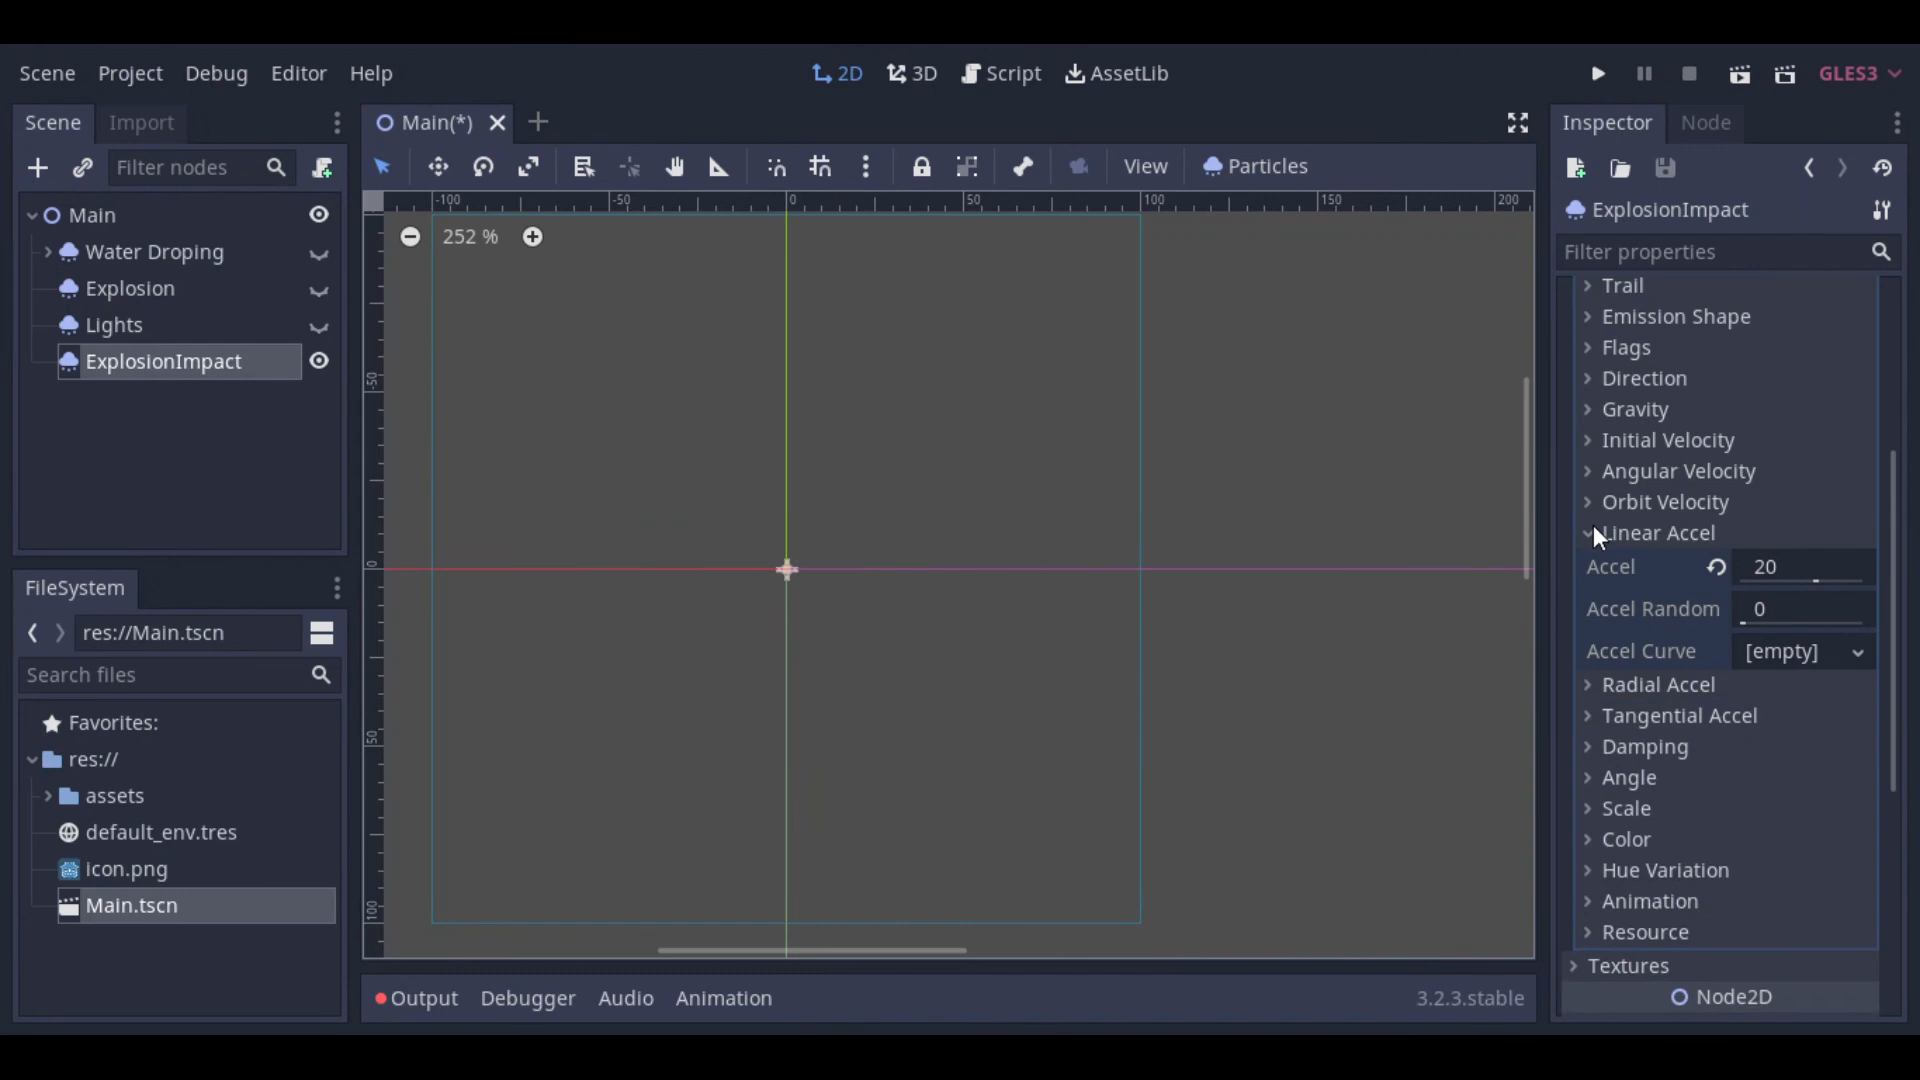 Scene Project Debug Editor Help 2D 3D Script AssetLib GLES3
Scene Import
Main(*)
Inspector Node
Filter nodes
View Particles
Main
Water Droping
Explosion
Lights
ExplosionImpact
-100 -50 0 50 100 150 200
252 %
-50
0
50
100
ExplosionImpact
Filter properties
Trail
Emission Shape
Flags
Direction
Gravity
Initial Velocity
Angular Velocity
Orbit Velocity
Linear Accel
Accel 20
Accel Random 0
Accel Curve [empty]
Radial Accel
Tangential Accel
Damping
Angle
Scale
Color
Hue Variation
Animation
Resource
Textures
Node2D
FileSystem
res://Main.tscn
Search files
Favorites:
res://
assets
default_env.tres
icon.png
Main.tscn
Output Debugger Audio Animation 3.2.3.stable